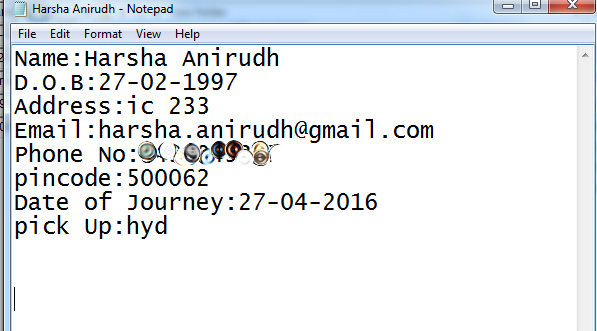 Harsha Anirudh - Notepad
File Edit Format View Help
Name:Harsha Anirudh
D.O.B:27-02-1997
Address:ic 233
Email:harsha.anirudh@gmail.com
Phone No:
pincode:500062
Date of Journey:27-04-2016
pick Up:hyd